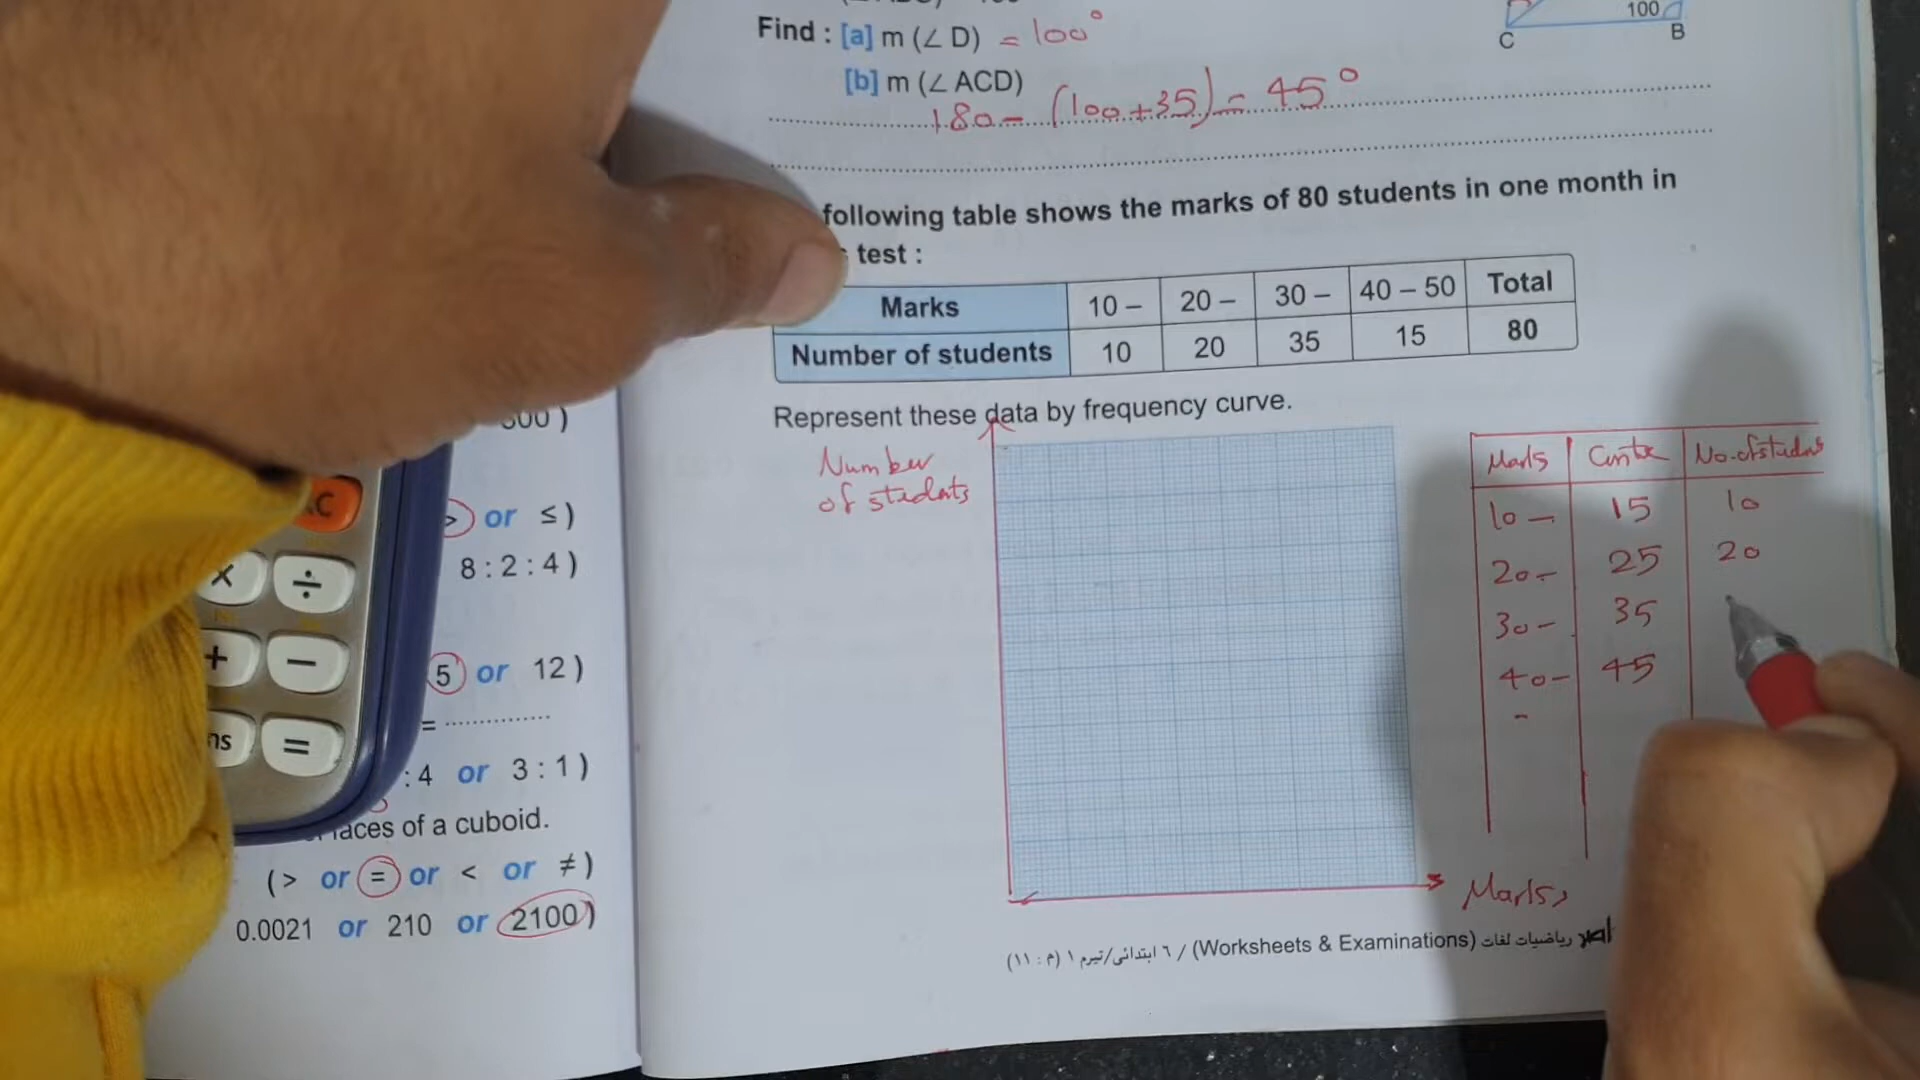 Find : [a] m (∠ D) = 100°
[b] m (∠ ACD)
180 - (100 + 35) = 45°
100
C
B
following table shows the marks of 80 students in one month in
test :
Marks 10 – 20 – 30 – 40 – 50 Total
Number of students 10 20 35 15 80
Represent these data by frequency curve.
Number
of students
Marks No. of students
10 - 15 10
20 - 25 20
30 - 35
40 - 45
-
Marks
(Worksheets & Examinations) رياضيات لغات / ٦ ابتدائى/تيرم ١ (م : ١١)
or ≤ )
8 : 2 : 4 )
5 or 12 )
= ..............
: 4 or 3 : 1 )
faces of a cuboid.
( > or = or < or ≠ )
0.0021 or 210 or 2100 )
× ÷
+ −
=